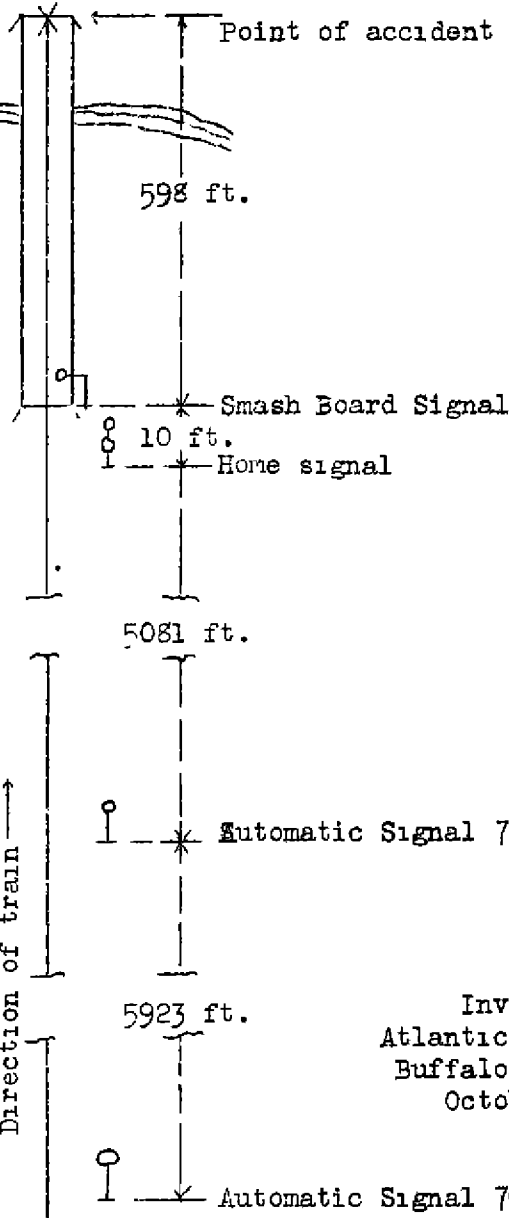 Point of accident
598 ft.
Smash Board Signal
10 ft.
Home signal
5081 ft.
Automatic Signal 7
Direction of train
5923 ft.
Inv
Atlantic
Buffalo
Octo
Automatic Signal 7